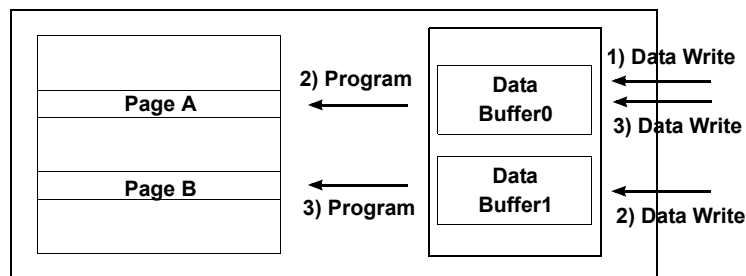 1) Data Write
2) Program
Data
Buffer0
Page A
3) Data Write
Data
Buffer1
Page B
3) Program
2) Data Write